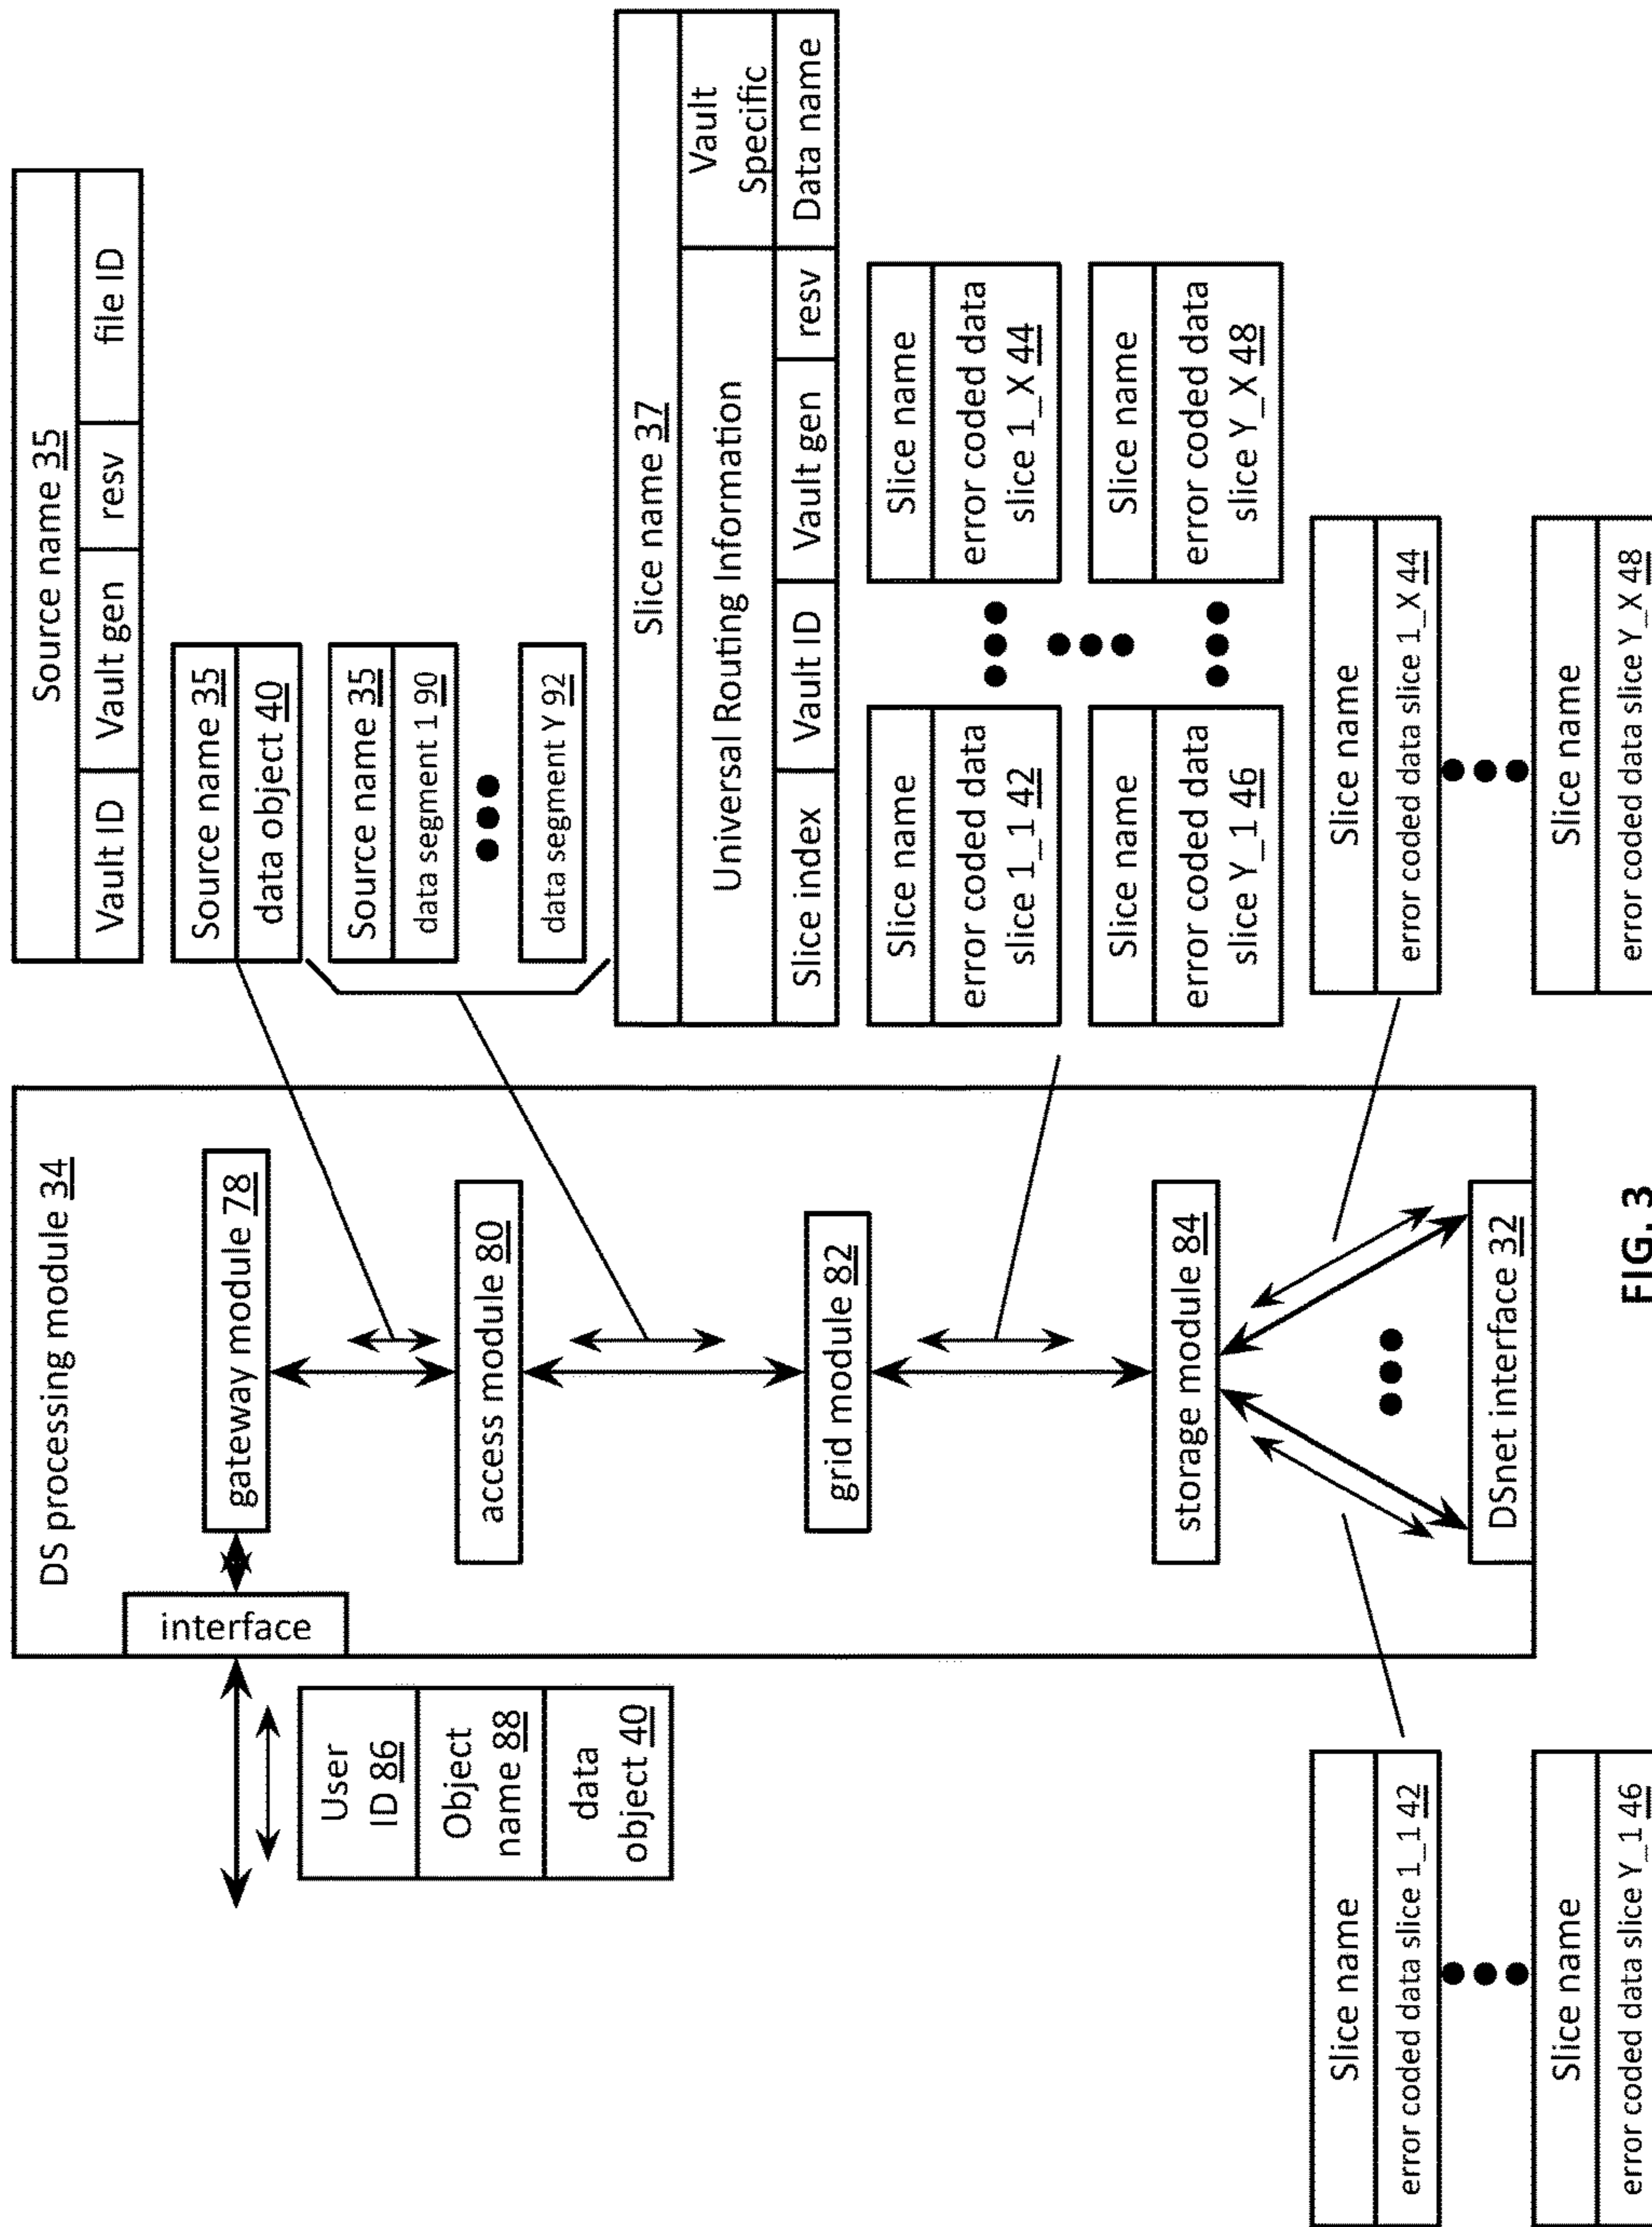 DS processing module 34
interface
gateway module 78
access module 80
grid module 82
storage module 84
DSnet interface 32
User
ID 86
Object
name 88
data
object 40
Source name 35
Vault ID
Vault gen
resv
file ID
Source name 35
data object 40
Source name 35
data segment 1 90
data segment Y 92
Slice name 37
Universal Routing Information
Vault
Specific
Slice index
Vault ID
Vault gen
resv
Data name
Slice name
error coded data
slice 1_1 42
Slice name
error coded data
slice 1_X 44
Slice name
error coded data
slice Y_1 46
Slice name
error coded data
slice Y_X 48
Slice name
error coded data slice 1_1 42
Slice name
error coded data slice Y_1 46
Slice name
error coded data slice 1_X 44
Slice name
error coded data slice Y_X 48
FIG. 3